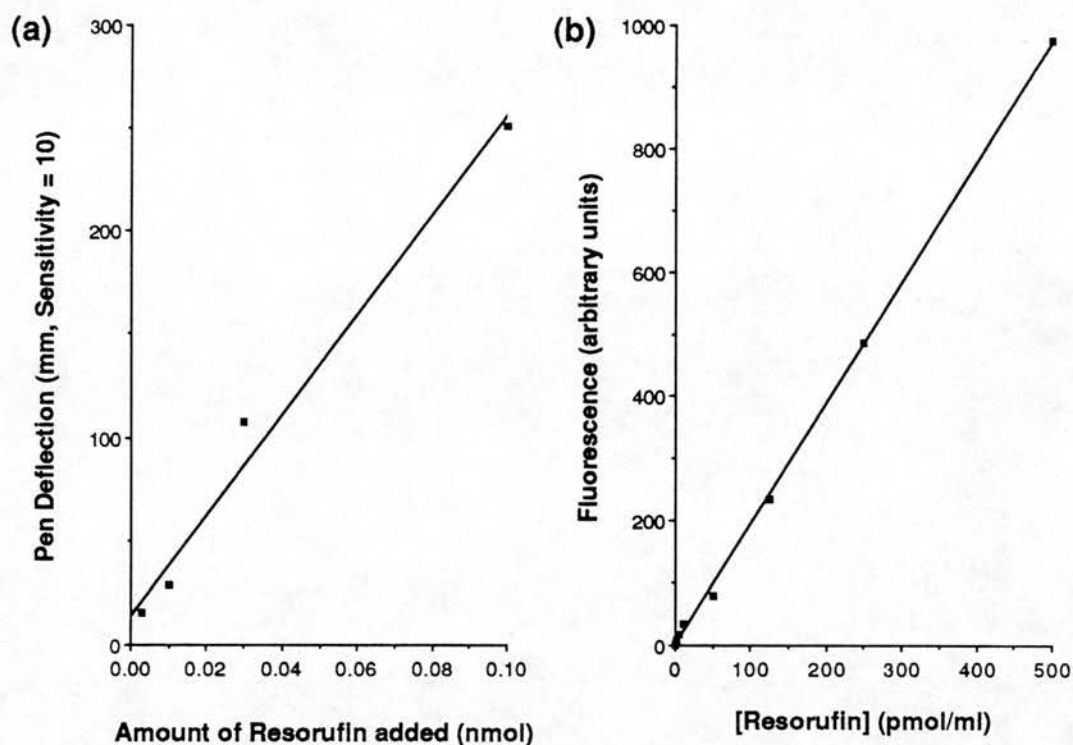 (a)
300
200
100
0
Pen Deflection (mm, Sensitivity = 10)
0.00 0.02 0.04 0.06 0.08 0.10
Amount of Resorufin added (nmol)
(b)
1000
800
600
400
200
0
Fluorescence (arbitrary units)
0 100 200 300 400 500
[Resorufin] (pmol/ml)